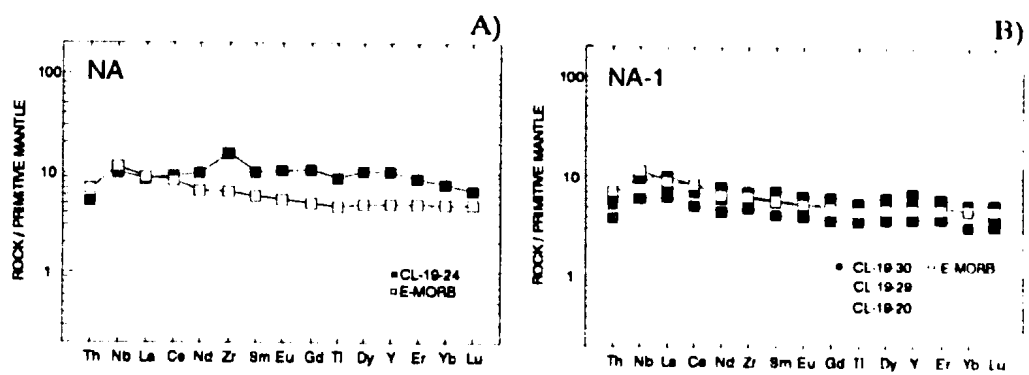 A)
NA
100
10
1
ROCK / PRIMITIVE MANTLE
CL-19-24
E-MORB
Th Nb La Ce Nd Zr Sm Eu Gd Ti Dy Y Er Yb Lu
B)
NA-1
100
10
1
ROCK / PRIMITIVE MANTLE
CL-19-30 E-MORB
CL 19-29
CL-19-20
Th Nb La Ce Nd Zr Sm Eu Gd Ti Dy Y Er Yb Lu